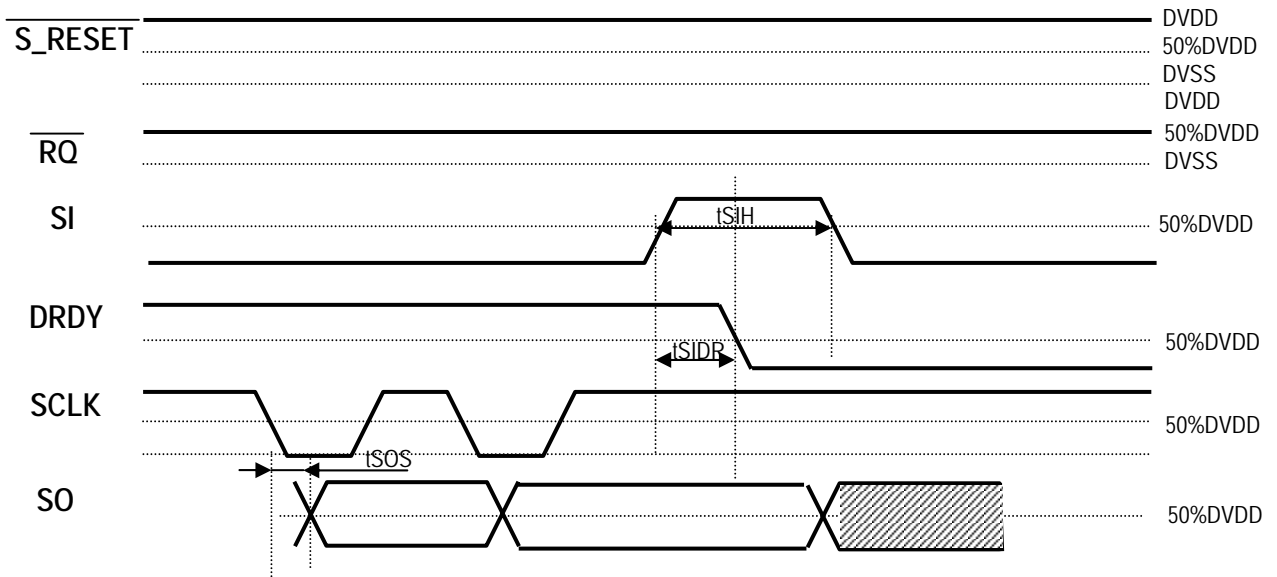 S_RESET
DVDD
50%DVDD
DVSS
DVDD
RQ
50%DVDD
DVSS
SI
tSIH
50%DVDD
DRDY
tSIDR
50%DVDD
SCLK
50%DVDD
tSOS
SO
50%DVDD